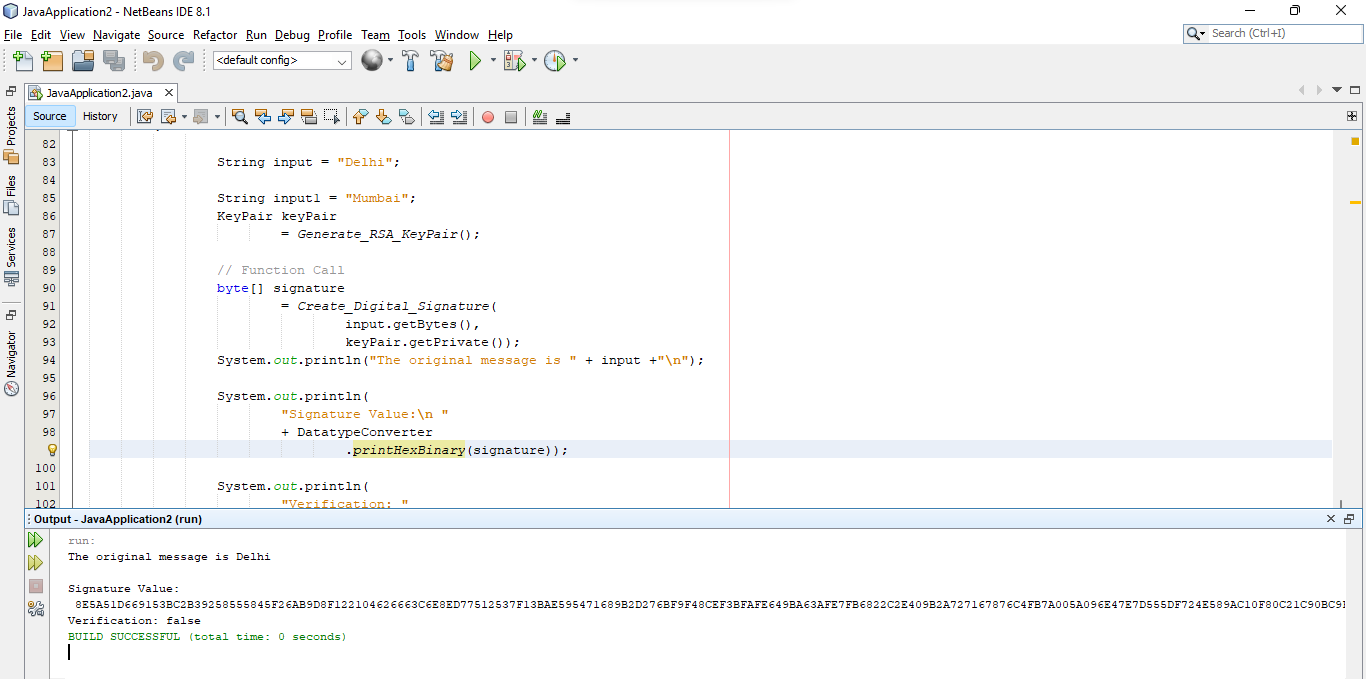 JavaApplication2 - NetBeans IDE 8.1
File Edit View Navigate Source Refactor Run Debug Profile Team Tools Window Help
Search (Ctrl+I)
<default config>
JavaApplication2.java
Source History
Projects
Files
Services
Navigator
82
83 String input = "Delhi";
84
85 String input1 = "Mumbai";
86 KeyPair keyPair
87 = Generate_RSA_KeyPair();
88
89 // Function Call
90 byte[] signature
91 = Create_Digital_Signature(
92 input.getBytes(),
93 keyPair.getPrivate());
94 System.out.println("The original message is " + input +"\n");
95
96 System.out.println(
97 "Signature Value:\n "
98 + DatatypeConverter
.printHexBinary(signature));
100
101 System.out.println(
102 "Verification: "
Output - JavaApplication2 (run)
run:
The original message is Delhi
Signature Value:
8E5A51D669153BC2B39258555845F26AB9D8F122104626663C6E8ED77512537F13BAE595471689B2D276BF9F48CEF3BFAFE649BA63AFE7FB6822C2E409B2A727167876C4FB7A005A096E47E7D555DF724E589AC10F80C21C90BC9
Verification: false
BUILD SUCCESSFUL (total time: 0 seconds)